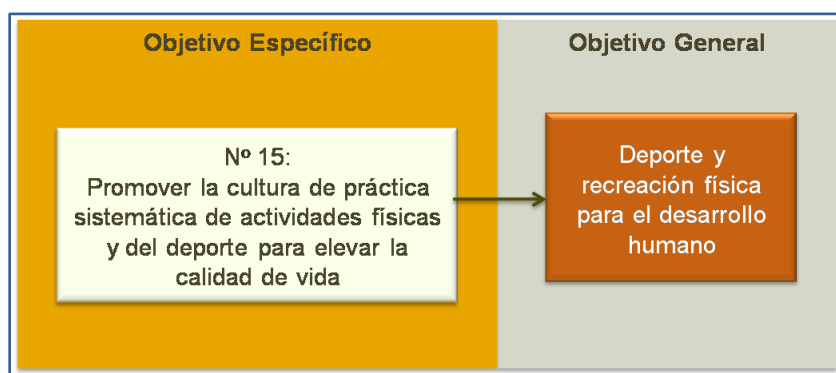 Objetivo Específico
Objetivo General
Nº 15:
Promover la cultura de práctica
sistemática de actividades físicas
y del deporte para elevar la
calidad de vida
Deporte y
recreación física
para el desarrollo
humano